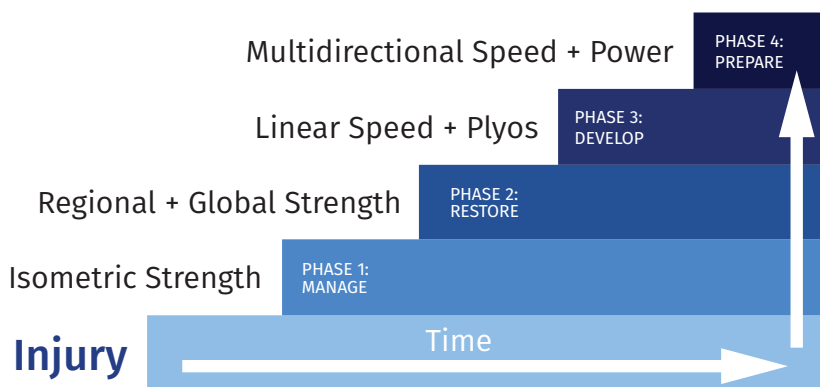 Multidirectional Speed + Power
PHASE 4:
PREPARE
Linear Speed + Plyos
PHASE 3:
DEVELOP
Regional + Global Strength
PHASE 2:
RESTORE
Isometric Strength
PHASE 1:
MANAGE
Injury
Time